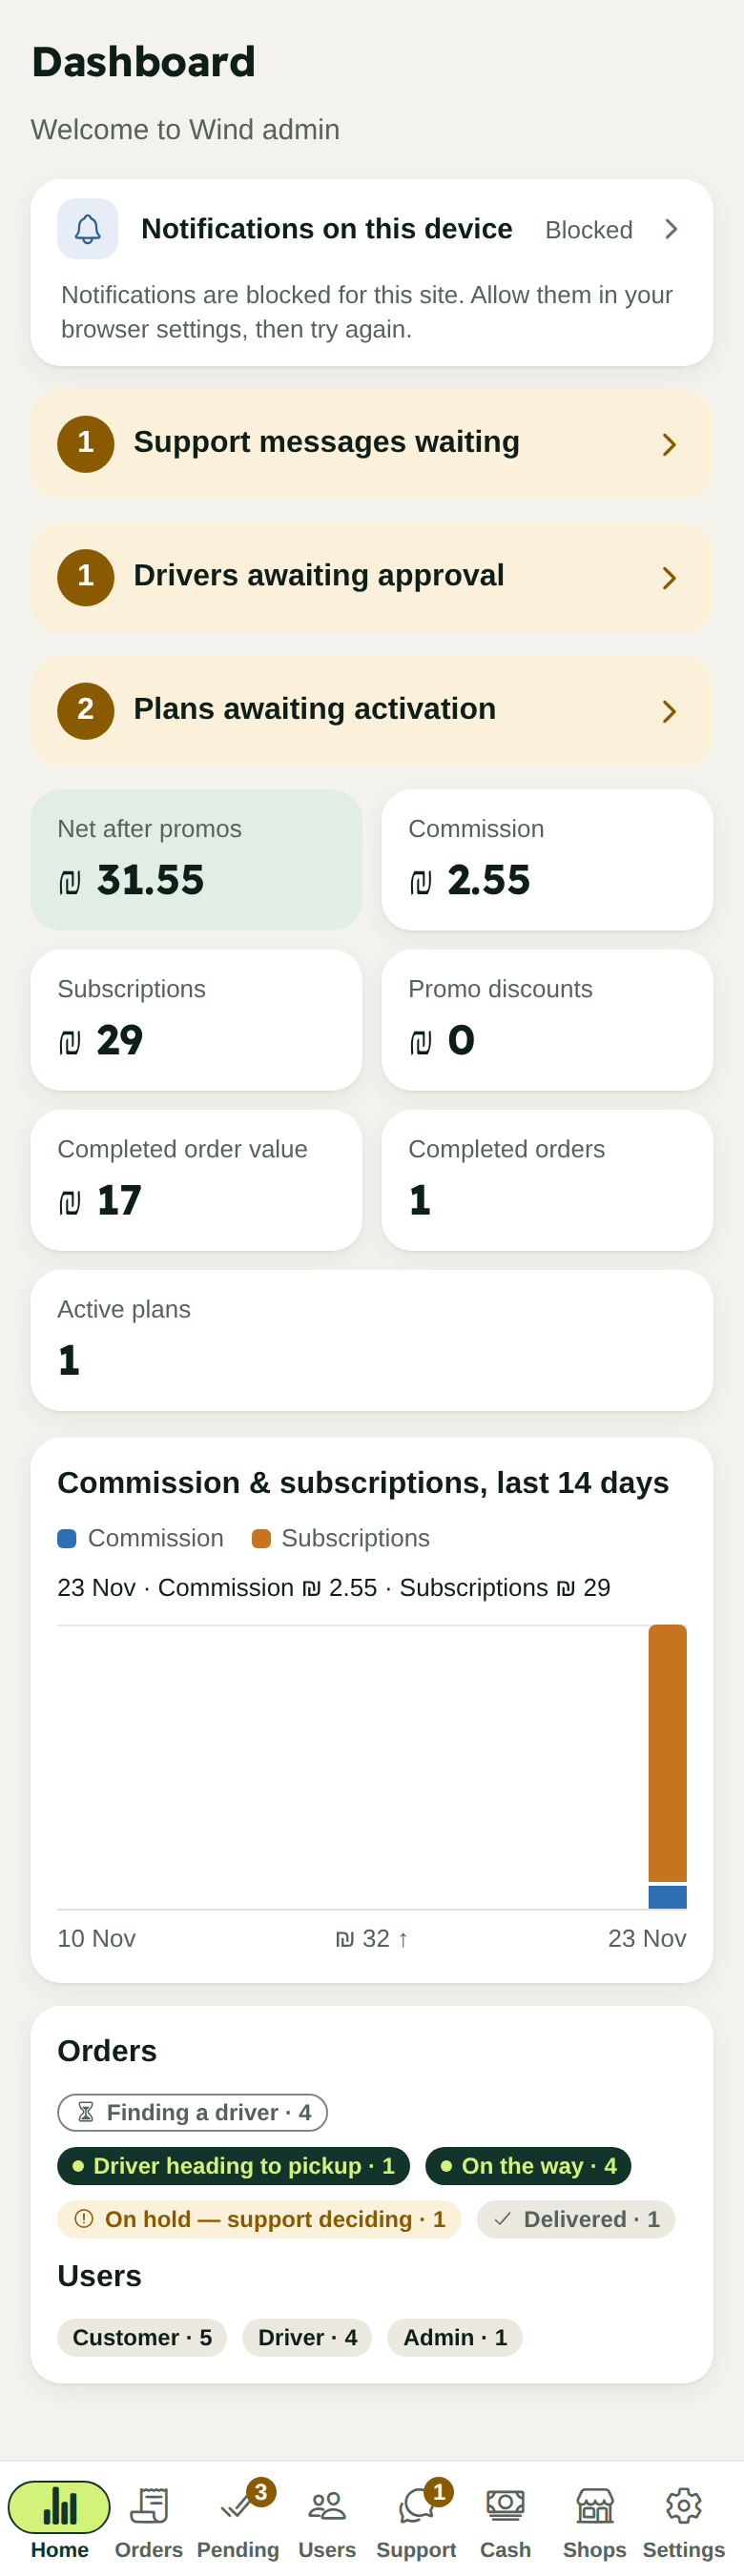 Dashboard
Welcome to Wind admin
Notifications on this device Blocked
Notifications are blocked for this site. Allow them in your
browser settings, then try again.
1 Support messages waiting
1 Drivers awaiting approval
2 Plans awaiting activation
Net after promos
₪ 31.55
Commission
₪ 2.55
Subscriptions
₪ 29
Promo discounts
₪ 0
Completed order value
₪ 17
Completed orders
1
Active plans
1
Commission & subscriptions, last 14 days
Commission Subscriptions
23 Nov · Commission ₪ 2.55 · Subscriptions ₪ 29
10 Nov ₪ 32 ↑ 23 Nov
Orders
Finding a driver · 4
Driver heading to pickup · 1 On the way · 4
On hold — support deciding · 1 Delivered · 1
Users
Customer · 5 Driver · 4 Admin · 1
3 1
Home Orders Pending Users Support Cash Shops Settings